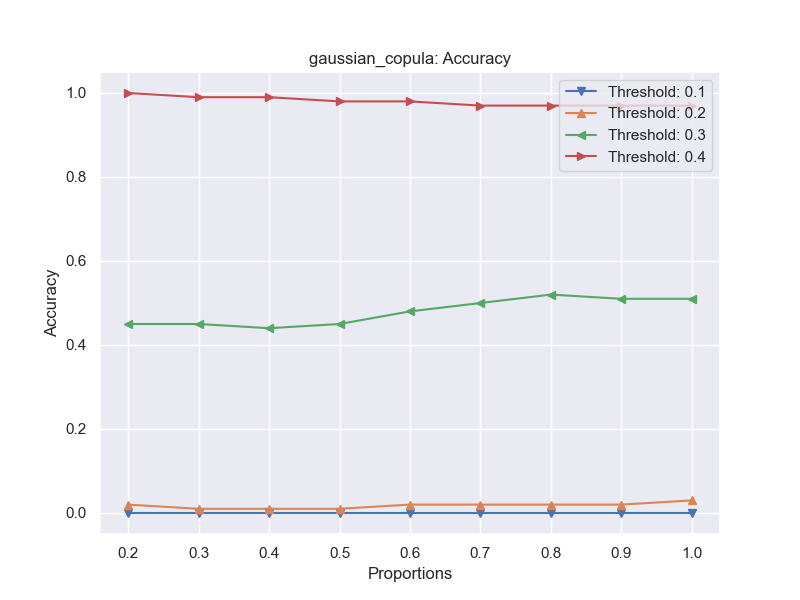 gaussian_copula: Accuracy
Threshold: 0.1
Threshold: 0.2
Threshold: 0.3
Threshold: 0.4
Accuracy
1.0
0.8
0.6
0.4
0.2
0.0
0.2 0.3 0.4 0.5 0.6 0.7 0.8 0.9 1.0
Proportions